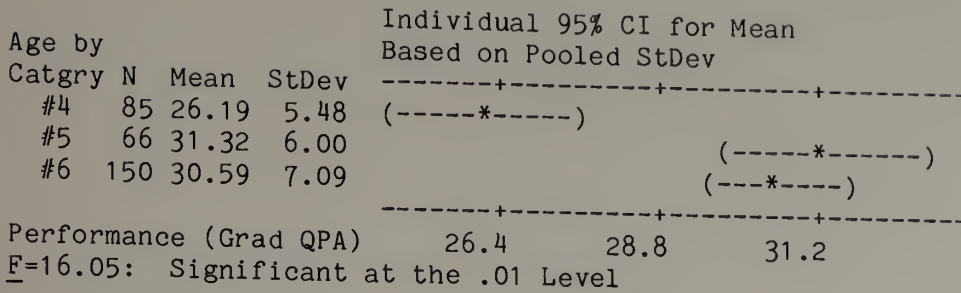 Individual 95% CI for Mean
Age by Based on Pooled StDev
Catgry N Mean StDev -------+---------+---------+---------
#4 85 26.19 5.48 (-----*-----)
#5 66 31.32 6.00 (-----*------)
#6 150 30.59 7.09 (---*----)
-------+---------+---------+---------
Performance (Grad QPA) 26.4 28.8 31.2
F=16.05: Significant at the .01 Level